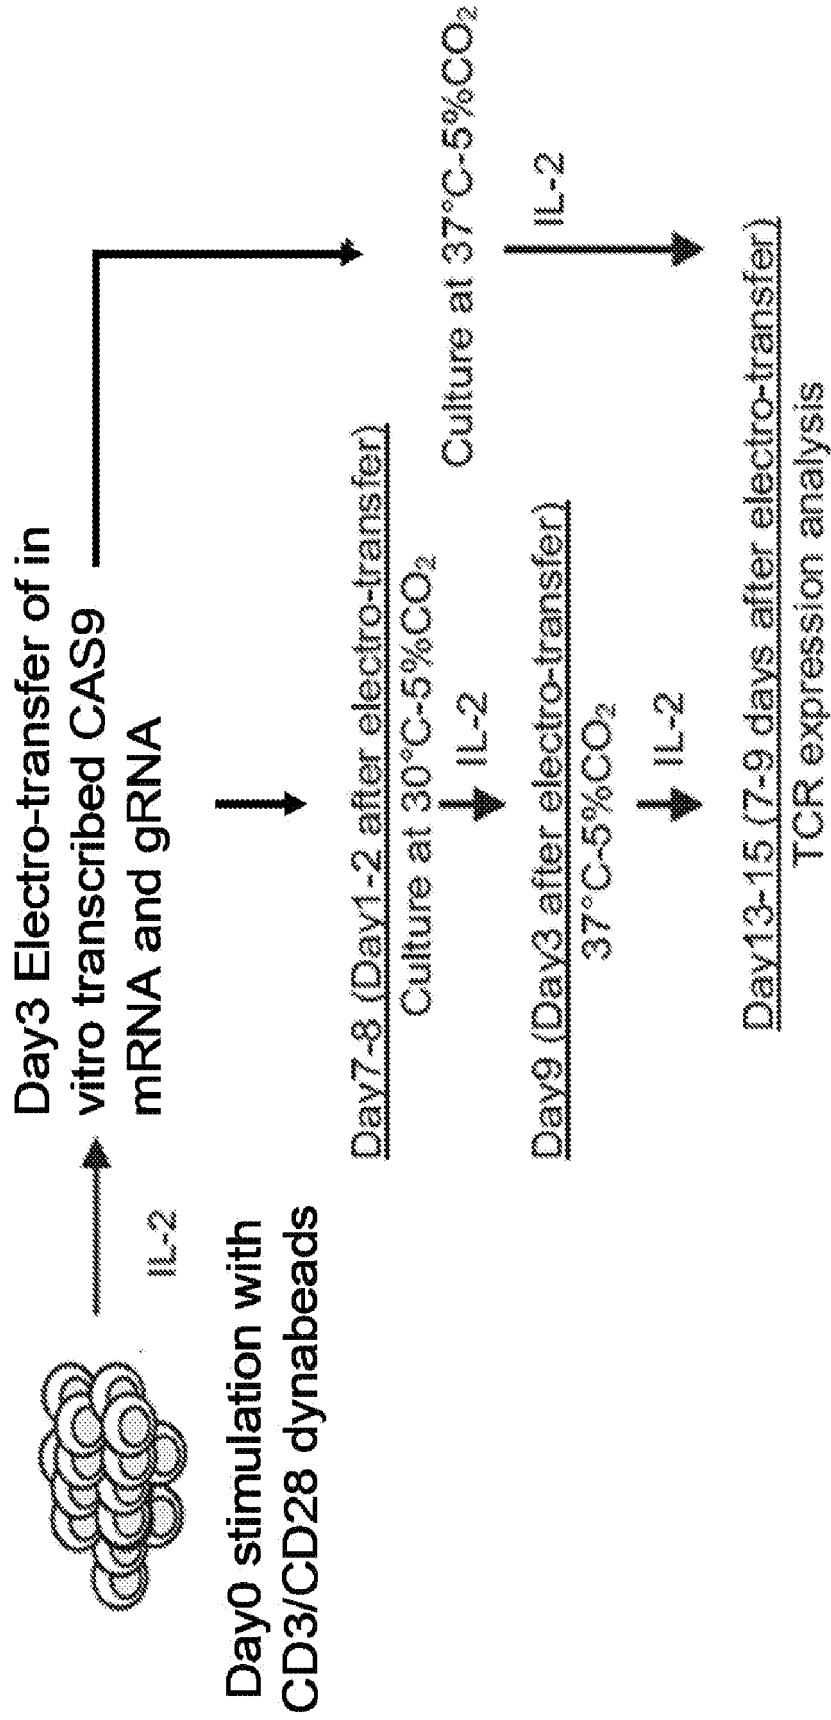 Day0 stimulation with
CD3/CD28 dynabeads
IL-2
Day3 Electro-transfer of in
vitro transcribed CAS9
mRNA and gRNA
Day7-8 (Day1-2 after electro-transfer)
Culture at 30°C-5%CO₂
IL-2
Day9 (Day3 after electro-transfer)
37°C-5%CO₂
IL-2
Culture at 37°C-5%CO₂
IL-2
Day13-15 (7-9 days after electro-transfer)
TCR expression analysis